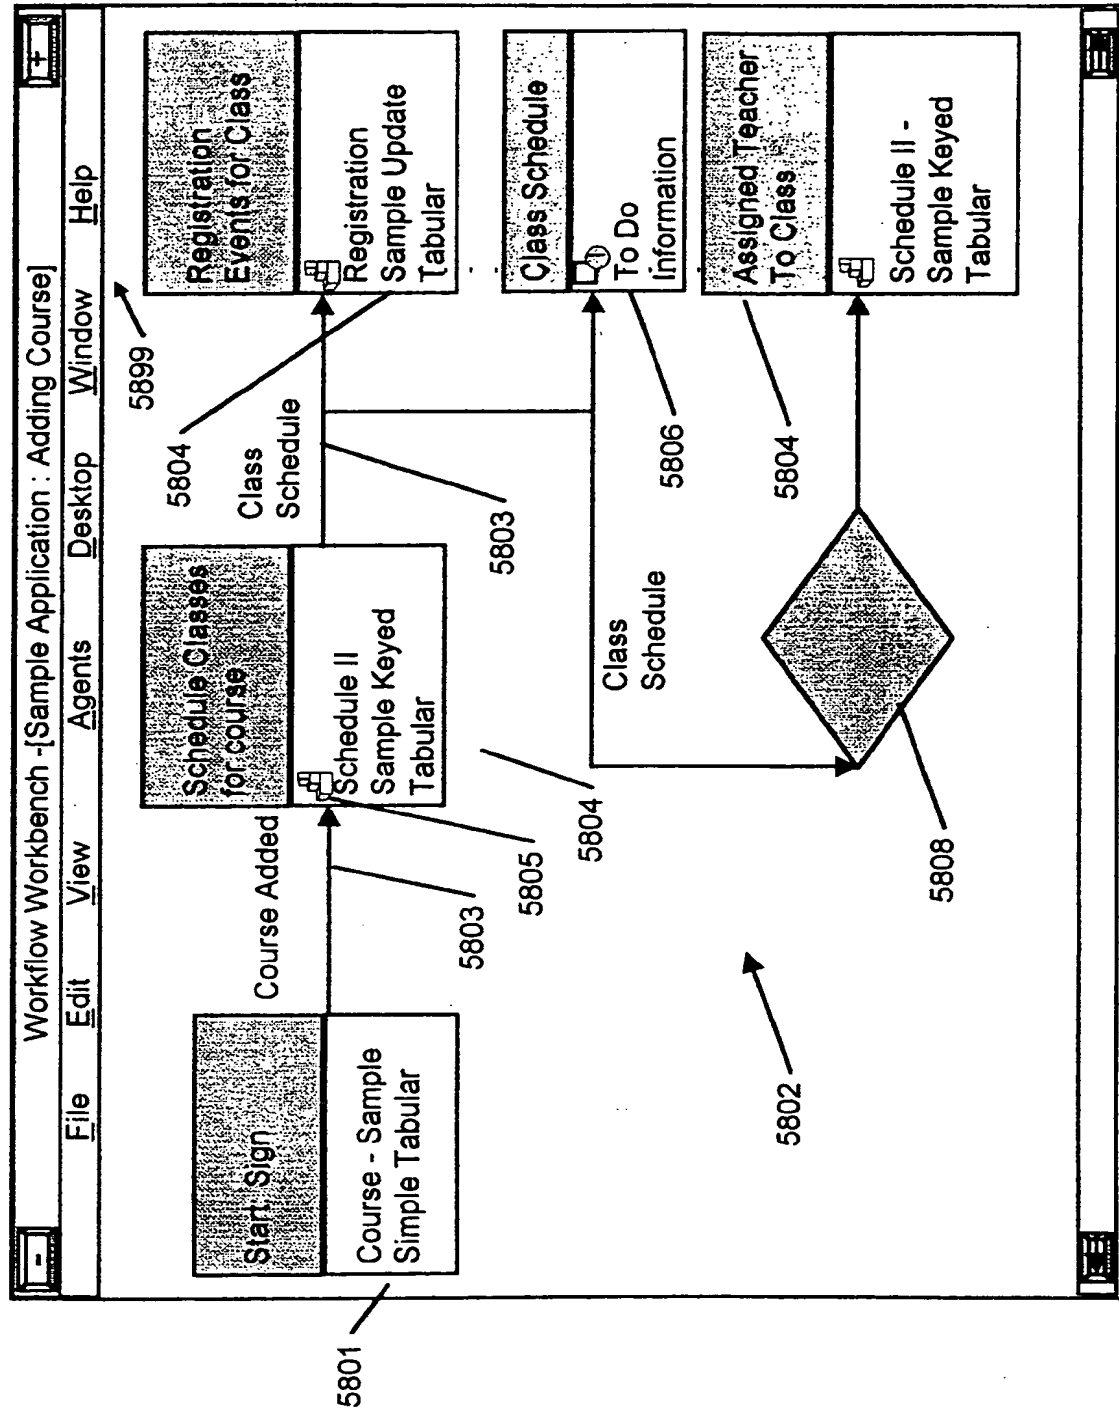 Workflow Workbench -[Sample Application : Adding Course]
-
+
File Edit View Agents Desktop Window Help
5899
Start: Sign
Course - Sample
Simple Tabular
5801
Course Added
5803
Schedule Classes
for course
Schedule II
Sample Keyed
Tabular
5805
5804
Class
Schedule
5803
5804
Registration
Events for Class
Registration
Sample Update
Tabular
Class Schedule
To Do
Information
5806
Class
Schedule
5808
5804
Assigned Teacher
To Class
Schedule II -
Sample Keyed
Tabular
5802